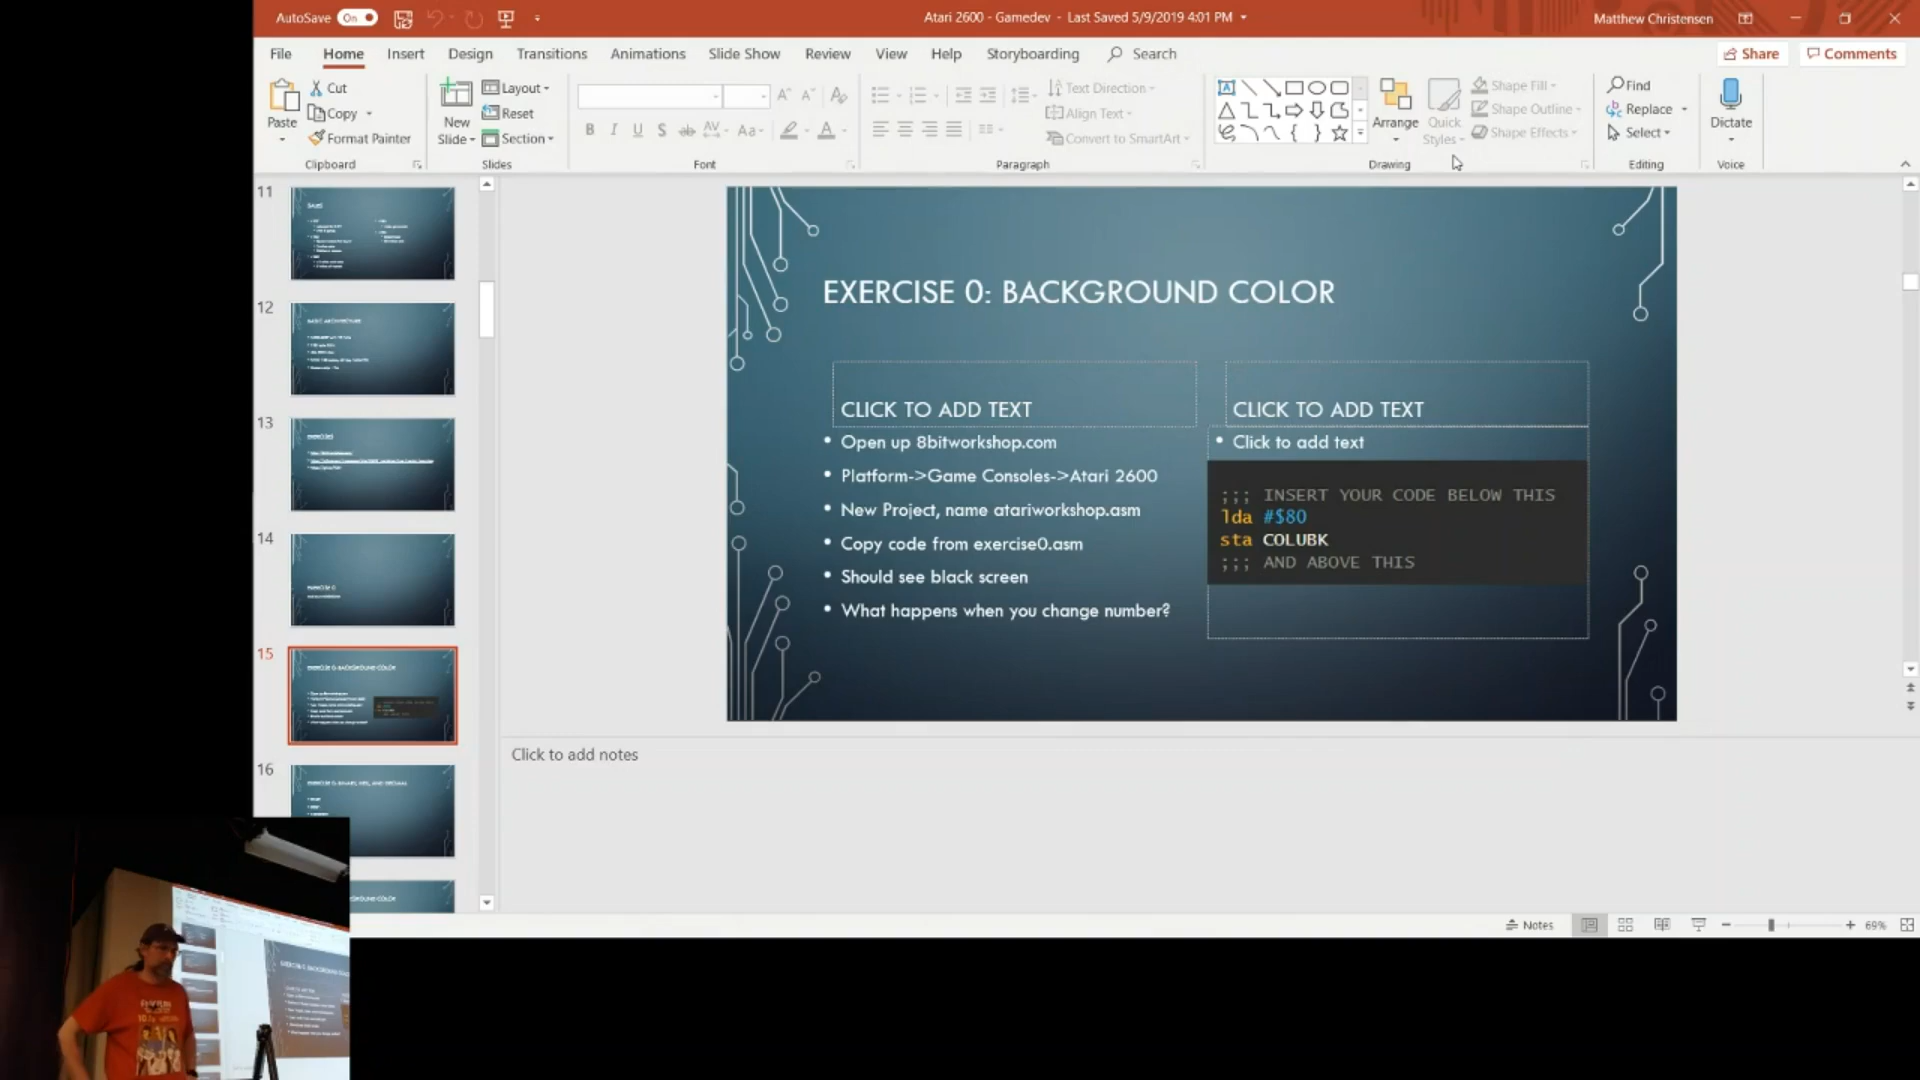 AutoSave On
Atari 2600 - Gamedev - Last Saved 5/9/2019 4:01 PM
Matthew Christensen
File Home Insert Design Transitions Animations Slide Show Review View Help Storyboarding Search
Share Comments
Paste
Cut
Copy
Format Painter
Clipboard
New Slide
Layout
Reset
Section
Slides
B I U S ab AV Aa A
Font
Text Direction
Align Text
Convert to SmartArt
Paragraph
Arrange
Quick Styles
Shape Fill
Shape Outline
Shape Effects
Drawing
Find
Replace
Select
Editing
Dictate
Voice
11
12
13
14
15
16
EXERCISE 0: BACKGROUND COLOR
CLICK TO ADD TEXT
• Open up 8bitworkshop.com
• Platform->Game Consoles->Atari 2600
• New Project, name atariworkshop.asm
• Copy code from exercise0.asm
• Should see black screen
• What happens when you change number?
CLICK TO ADD TEXT
• Click to add text
;;; INSERT YOUR CODE BELOW THIS
lda #$80
sta COLUBK
;;; AND ABOVE THIS
Click to add notes
Notes
69%